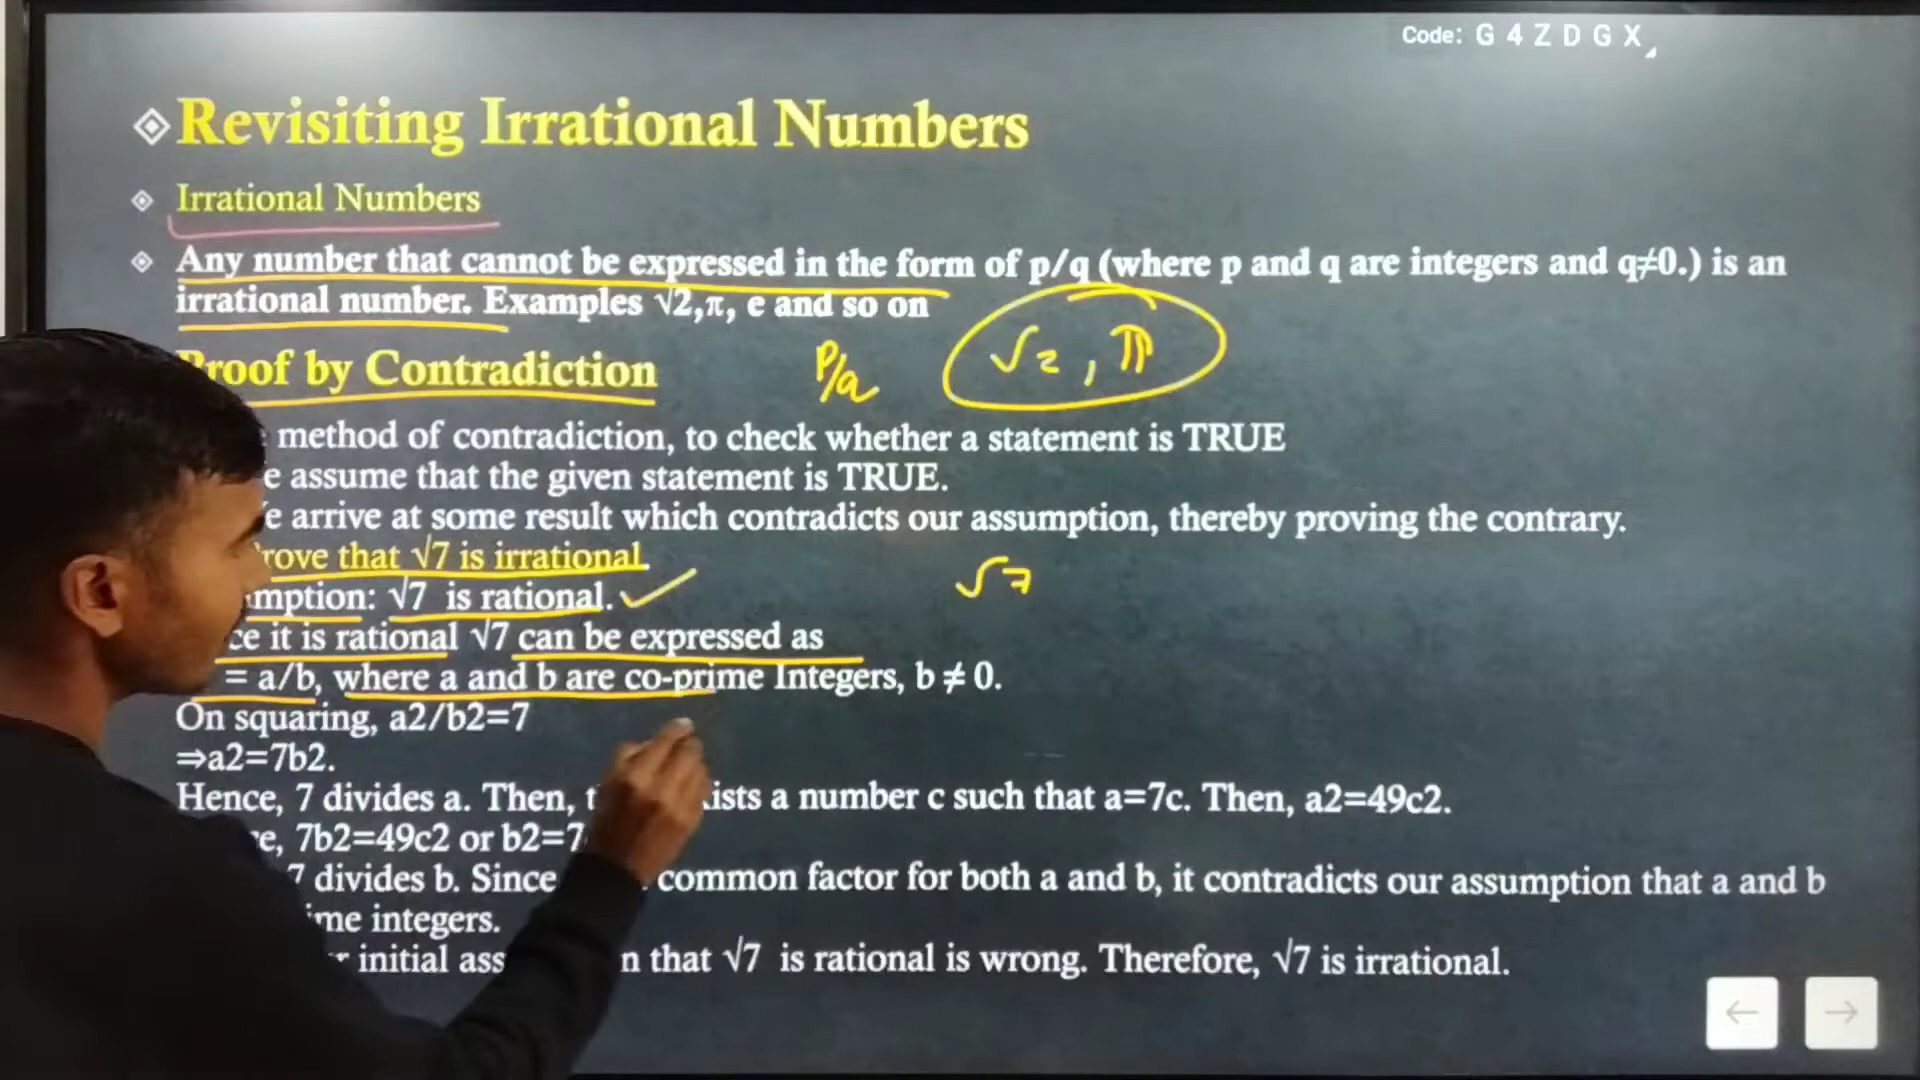 Code: G 4 Z D G X
Revisiting Irrational Numbers
Irrational Numbers
Any number that cannot be expressed in the form of p/q (where p and q are integers and q≠0.) is an
irrational number. Examples √2,π, e and so on
√2, π
Proof by Contradiction
P/q
method of contradiction, to check whether a statement is TRUE
e assume that the given statement is TRUE.
e arrive at some result which contradicts our assumption, thereby proving the contrary.
rove that √7 is irrational.
√7
mption: √7 is rational.
ce it is rational √7 can be expressed as
= a/b, where a and b are co-prime Integers, b ≠ 0.
On squaring, a2/b2=7
⇒a2=7b2.
Hence, 7 divides a. Then, t ists a number c such that a=7c. Then, a2=49c2.
e, 7b2=49c2 or b2=7
7 divides b. Since common factor for both a and b, it contradicts our assumption that a and b
me integers.
r initial ass n that √7 is rational is wrong. Therefore, √7 is irrational.